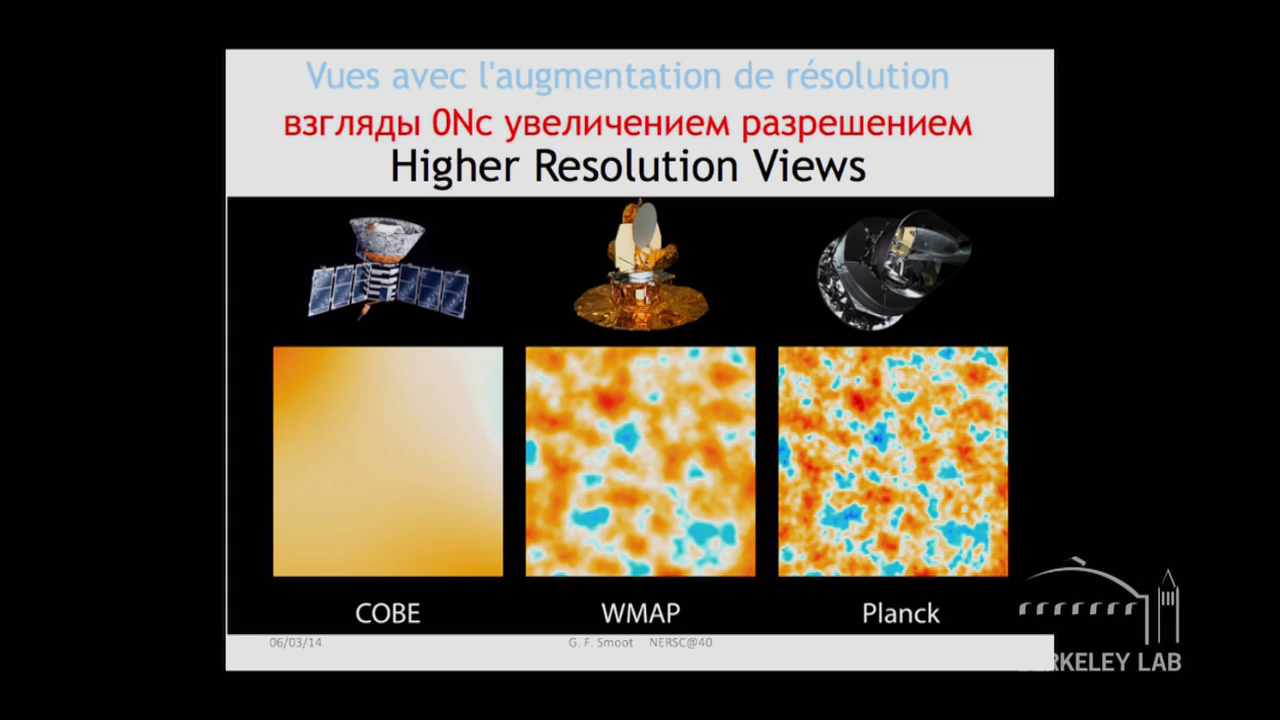 Vues avec l'augmentation de résolution
взгляды 0Nc увеличением разрешением
Higher Resolution Views
COBE WMAP Planck
06/03/14 G. F. Smoot NERSC@40
BERKELEY LAB